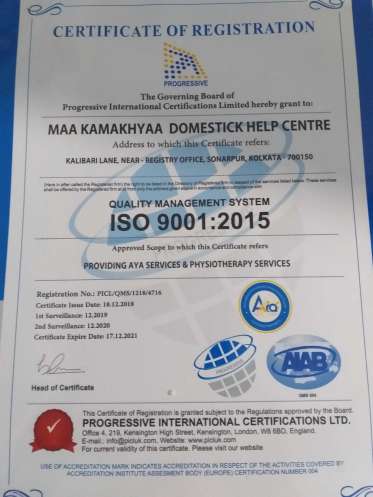 CERTIFICATE OF REGISTRATION
PROGRESSIVE
The Governing Board of
Progressive International Certifications Limited hereby grant to:
MAA KAMAKHYAA DOMESTICK HELP CENTRE
Address to which this Certificate refers:
KALIBARI LANE, NEAR - REGISTRY OFFICE, SONARPUR, KOLKATA - 700150
QUALITY MANAGEMENT SYSTEM
ISO 9001:2015
Approved Scope to which this Certificate refers
PROVIDING AYA SERVICES & PHYSIOTHERAPY SERVICES
Registration No.: PICL/QMS/1218/4716
Certificate Issue Date: 18.12.2018
1st Surveillance: 12.2019
2nd Surveillance: 12.2020
Certificate Expire Date: 17.12.2021
Head of Certificate
AIAB
This Certificate of Registration is granted subject to the Regulations approved by the Board.
PROGRESSIVE INTERNATIONAL CERTIFICATIONS LTD.
Office 4, 219, Kensington High Street, Kensington, London, W8 6BD, England.
E-mail.: info@picluk.com, Website: www.picluk.com
For current validity of this certificate. Please visit our website
USE OF ACCREDITATION MARK INDICATES ACCREDITATION IN RESPECT OF THE ACTIVITIES COVERED BY
ACCREDITATION INSTITUTE ASSESSMENT BODY (EUROPE) CERTIFICATION NUMBER 004